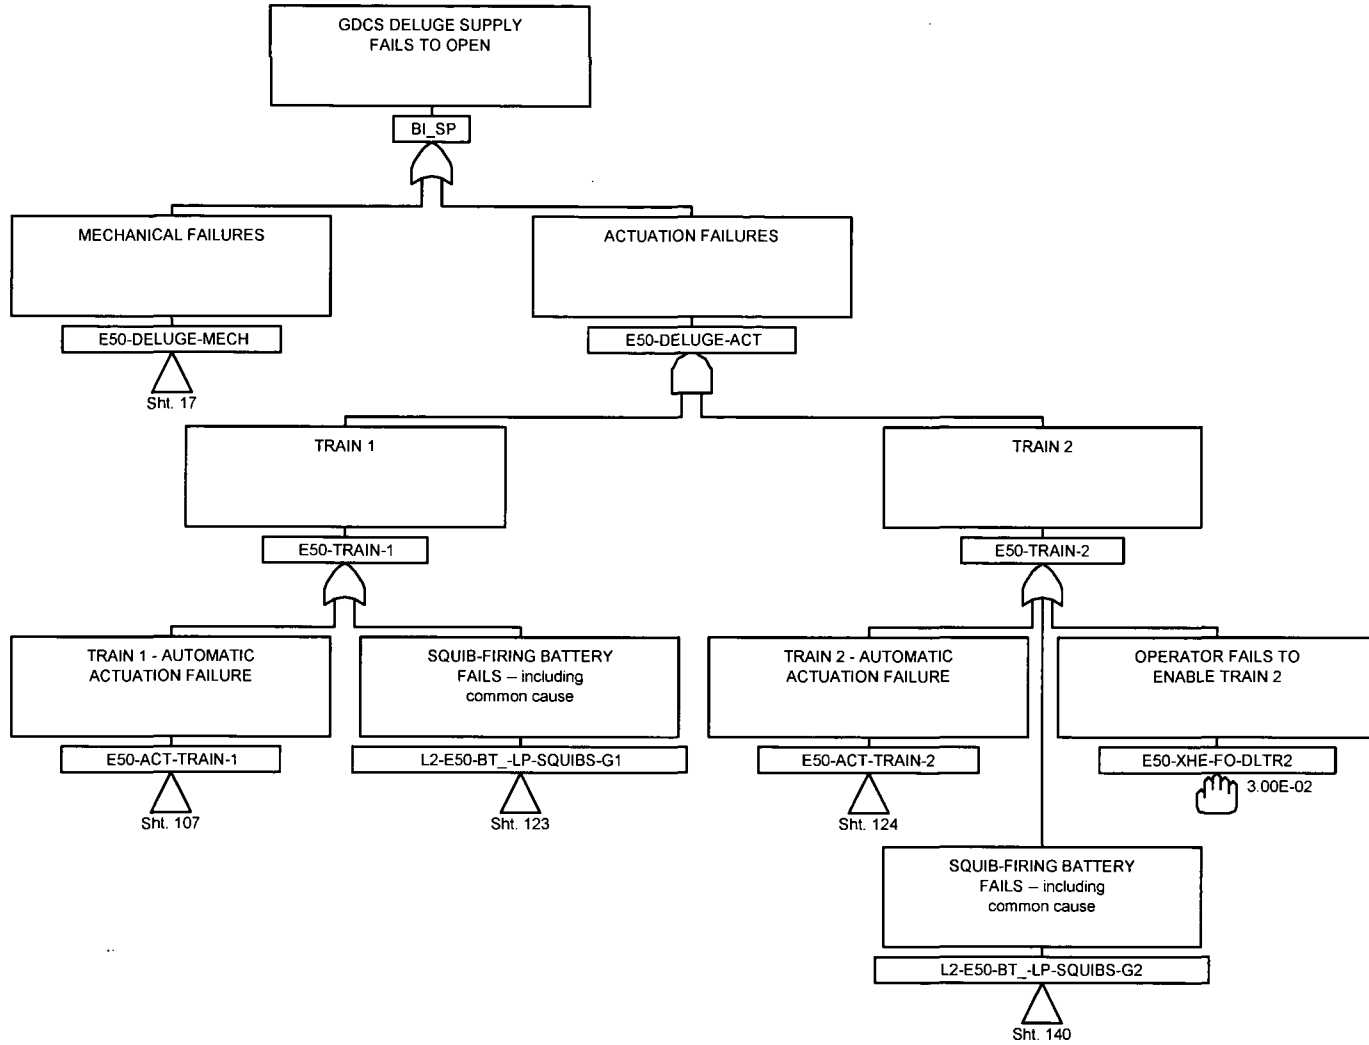 GDCS DELUGE SUPPLY
FAILS TO OPEN
BI_SP
MECHANICAL FAILURES
E50-DELUGE-MECH
Sht. 17
ACTUATION FAILURES
E50-DELUGE-ACT
TRAIN 1
E50-TRAIN-1
TRAIN 2
E50-TRAIN-2
TRAIN 1 - AUTOMATIC
ACTUATION FAILURE
E50-ACT-TRAIN-1
Sht. 107
SQUIB-FIRING BATTERY
FAILS – including
common cause
L2-E50-BT_-LP-SQUIBS-G1
Sht. 123
TRAIN 2 - AUTOMATIC
ACTUATION FAILURE
E50-ACT-TRAIN-2
Sht. 124
OPERATOR FAILS TO
ENABLE TRAIN 2
E50-XHE-FO-DLTR2
3.00E-02
SQUIB-FIRING BATTERY
FAILS – including
common cause
L2-E50-BT_-LP-SQUIBS-G2
Sht. 140